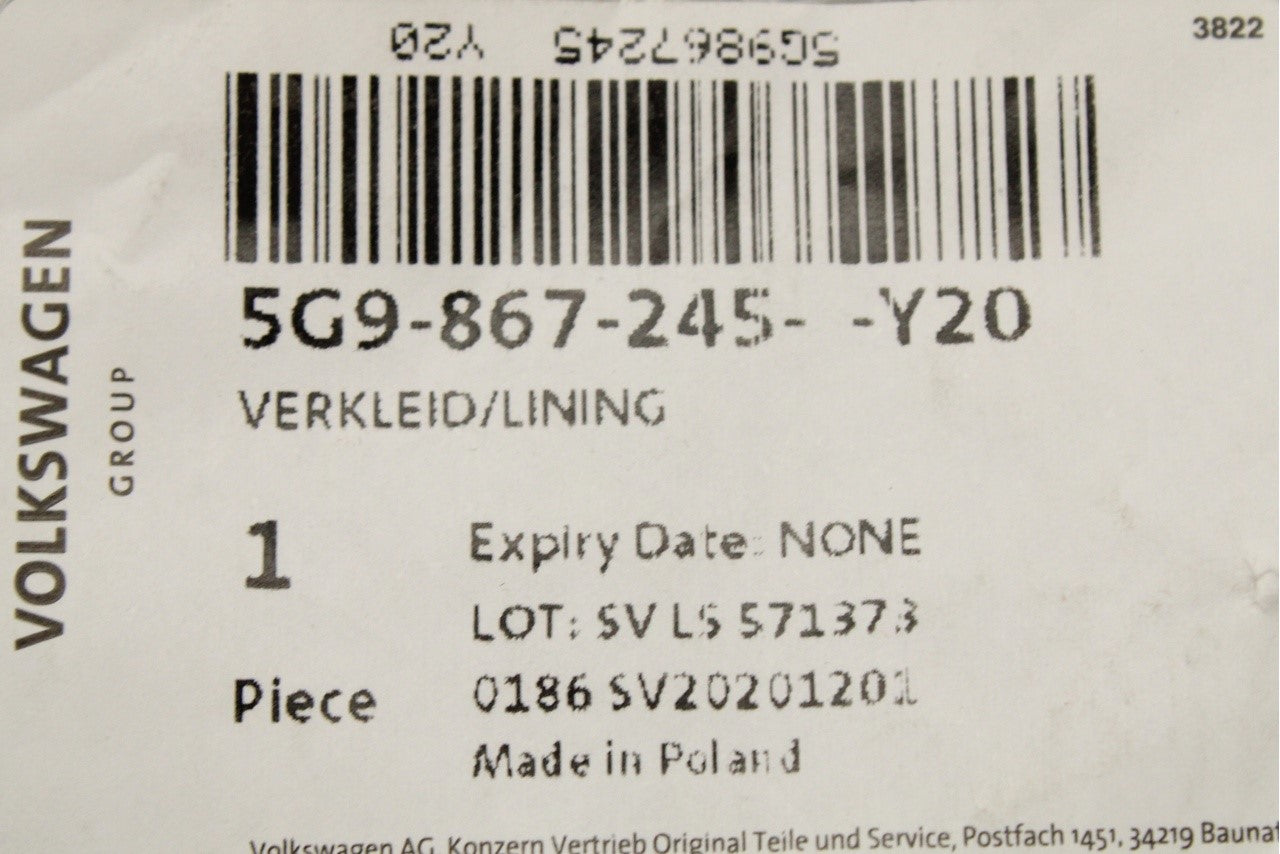 3822
5G9867245 Y20
5G9-867-245- -Y20
VERKLEID/LINING
VOLKSWAGEN
GROUP
1
Piece
Expiry Date: NONE
LOT: SV LS 571373
0186 SV20201201
Made in Poland
Volkswagen AG, Konzern Vertrieb Original Teile und Service, Postfach 1451, 34219 Baunat